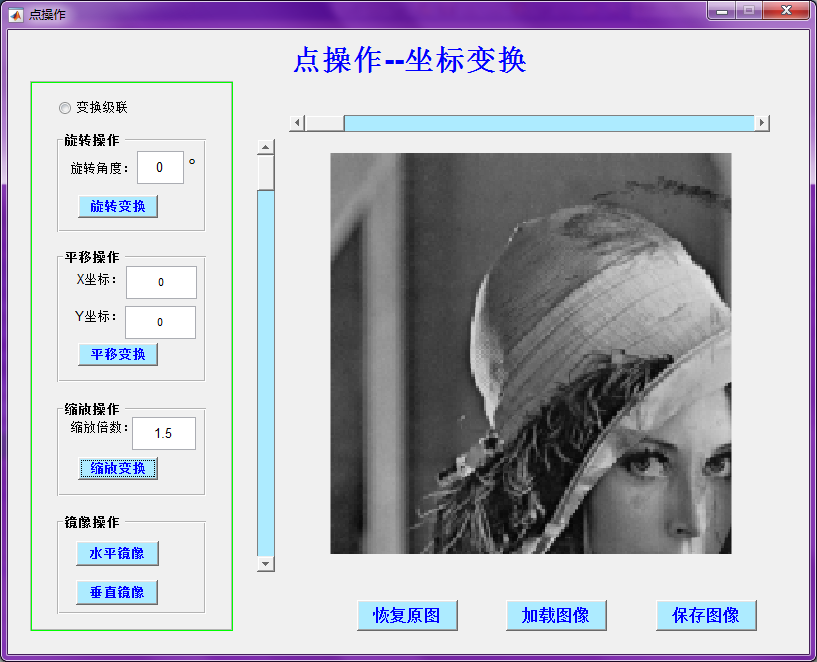 点操作
点操作--坐标变换
变换级联
旋转操作
旋转角度： 0 °
旋转变换
平移操作
X坐标： 0
Y坐标： 0
平移变换
缩放操作
缩放倍数： 1.5
缩放变换
镜像操作
水平镜像
垂直镜像
恢复原图 加载图像 保存图像